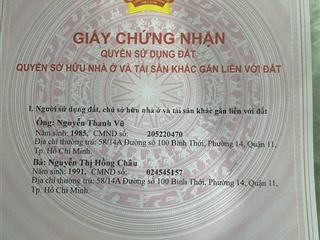 GIẤY CHỨNG NHẬN
QUYỀN SỬ DỤNG ĐẤT
QUYỀN SỞ HỮU NHÀ Ở VÀ TÀI SẢN KHÁC GẮN LIỀN VỚI ĐẤT
I. Người sử dụng đất, chủ sở hữu nhà ở và tài sản khác gắn liền với đất
Ông: Nguyễn Thanh Vũ
Năm sinh: 1985, CMND số: 205220470
Địa chỉ thường trú: 58/14A Đường số 100 Bình Thới, Phường 14, Quận 11,
Tp. Hồ Chí Minh.
Bà: Nguyễn Thị Hồng Châu
Năm sinh: 1991, CMND số: 024545157
Địa chỉ thường trú: 58/14A Đường số 100 Bình Thới, Phường 14, Quận 11,
Tp. Hồ Chí Minh.